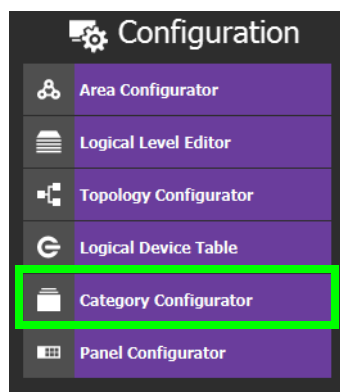 Configuration
Area Configurator
Logical Level Editor
Topology Configurator
Logical Device Table
Category Configurator
Panel Configurator